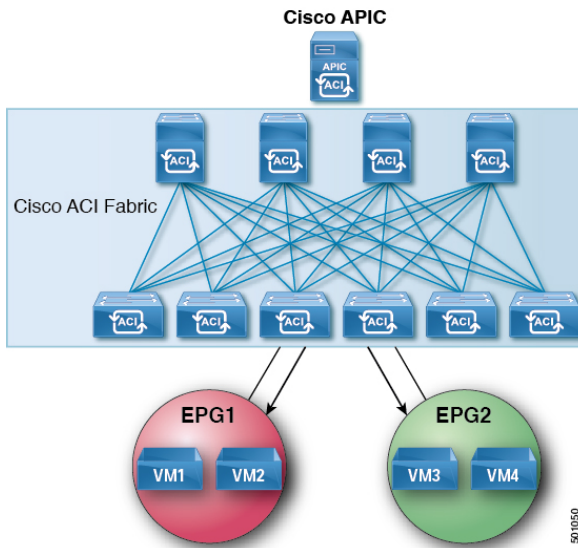 Cisco APIC
APIC
ACI
ACI
ACI
ACI
ACI
Cisco ACI Fabric
ACI
ACI
ACI
ACI
ACI
ACI
EPG1
EPG2
VM1
VM2
VM3
VM4
501050